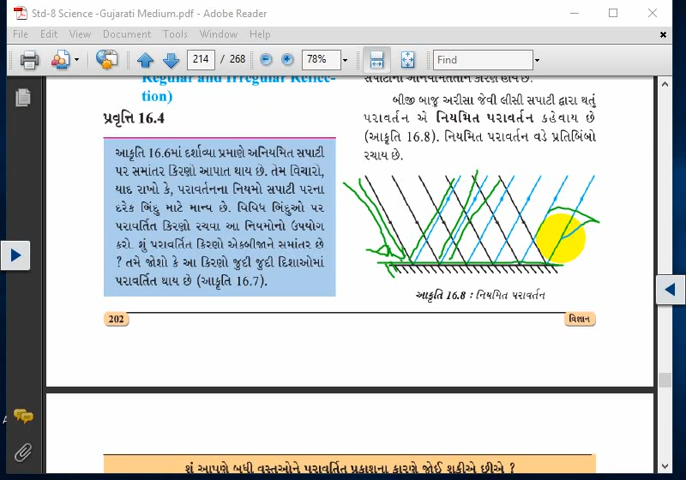 Std-8 Science -Gujarati Medium.pdf - Adobe Reader
File Edit View Document Tools Window Help
214 / 268 78% Find
Regular and Irregular Reflec-
tion)
પ્રવૃત્તિ 16.4
આકૃતિ 16.6માં દર્શાવ્યા પ્રમાણે અનિયમિત સપાટી
પર સમાંતર કિરણો આપાત થાય છે. તેમ વિચારો,
યાદ રાખો કે, પરાવર્તનના નિયમો સપાટી પરના
દરેક બિંદુ માટે માન્ય છે. વિવિધ બિંદુઓ પર
પરાવર્તિત કિરણો રચવા આ નિયમોનો ઉપયોગ
કરો. શું પરાવર્તિત કિરણો એકબીજાને સમાંતર છે
? તમે જોશો કે આ કિરણો જુદી જુદી દિશાઓમાં
પરાવર્તિત થાય છે (આકૃતિ 16.7).
202
સપાટીની અનિયમિતતાને કારણે હોય છે.
બીજી બાજુ અરીસા જેવી લીસી સપાટી દ્વારા થતું
પરાવર્તન એ નિયમિત પરાવર્તન કહેવાય છે
(આકૃતિ 16.8). નિયમિત પરાવર્તન વડે પ્રતિબિંબો
રચાય છે.
આકૃતિ 16.8 : નિયમિત પરાવર્તન
વિજ્ઞાન
શું આપણે બધી વસ્તુઓને પરાવર્તિત પ્રકાશના કારણે જોઈ શકીએ છીએ ?